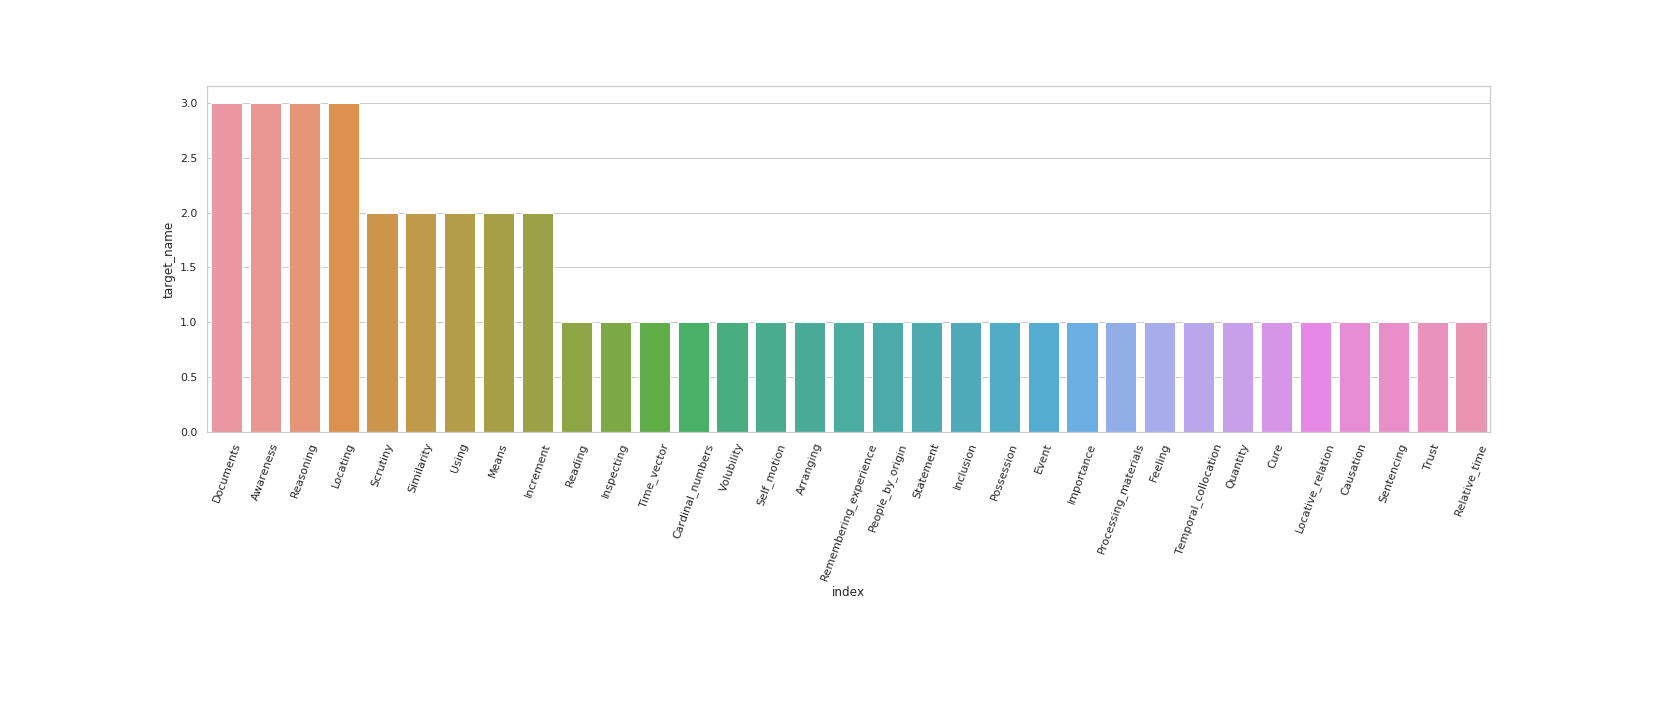 3.0
2.5
2.0
1.5
1.0
0.5
0.0
target_name
Documents
Awareness
Reasoning
Locating
Scrutiny
Similarity
Using
Means
Increment
Reading
Inspecting
Time_vector
Cardinal_numbers
Volubility
Self_motion
Arranging
Remembering_experience
People_by_origin
Statement
Inclusion
Possession
Event
Importance
Processing_materials
Feeling
Temporal_collocation
Quantity
Cure
Locative_relation
Causation
Sentencing
Trust
Relative_time
index